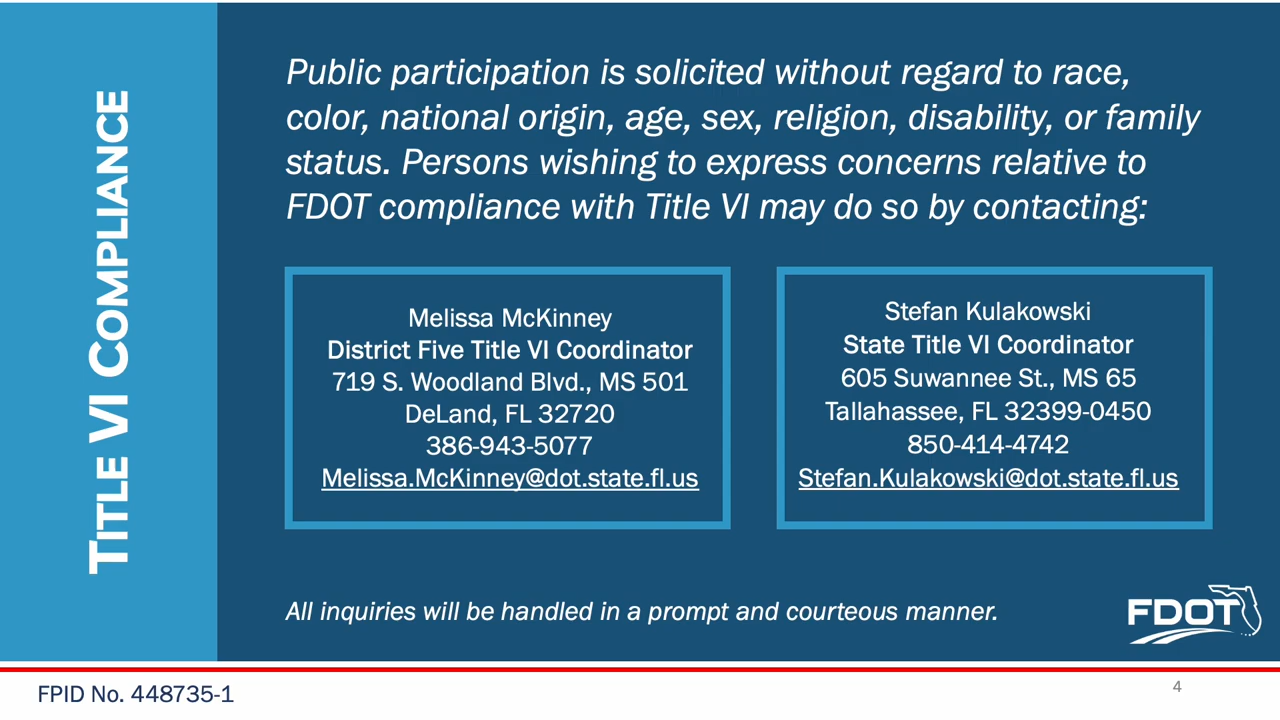 TITLE VI COMPLIANCE
Public participation is solicited without regard to race,
color, national origin, age, sex, religion, disability, or family
status. Persons wishing to express concerns relative to
FDOT compliance with Title VI may do so by contacting:
Melissa McKinney
District Five Title VI Coordinator
719 S. Woodland Blvd., MS 501
DeLand, FL 32720
386-943-5077
Melissa.McKinney@dot.state.fl.us
Stefan Kulakowski
State Title VI Coordinator
605 Suwannee St., MS 65
Tallahassee, FL 32399-0450
850-414-4742
Stefan.Kulakowski@dot.state.fl.us
All inquiries will be handled in a prompt and courteous manner.
FDOT
FPID No. 448735-1
4